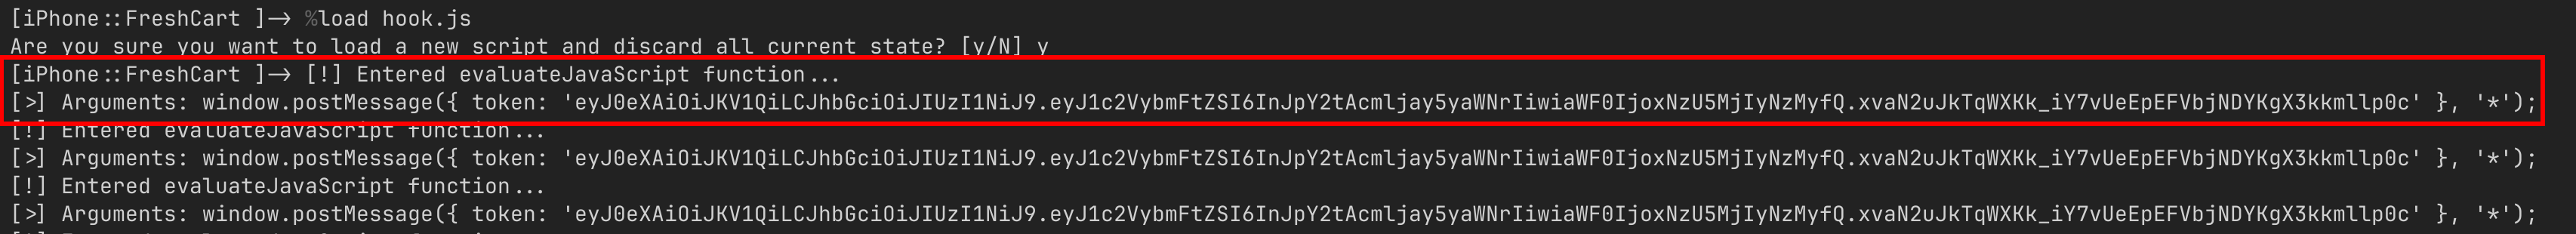 [iPhone::FreshCart ]-> %load hook.js
Are you sure you want to load a new script and discard all current state? [y/N] y
[iPhone::FreshCart ]-> [!] Entered evaluateJavaScript function...
[>] Arguments: window.postMessage({ token: 'eyJ0eXAiOiJKV1QiLCJhbGciOiJIUzI1NiJ9.eyJ1c2VybmFtZSI6InJpY2tAcmljay5yaWNrIiwiaWF0IjoxNzU5MjIyNzMyfQ.xvaN2uJkTqWXKk_iY7vUeEpEFVbjNDYKgX3kkmllp0c' }, '*');
[!] Entered evaluateJavaScript function...
[>] Arguments: window.postMessage({ token: 'eyJ0eXAiOiJKV1QiLCJhbGciOiJIUzI1NiJ9.eyJ1c2VybmFtZSI6InJpY2tAcmljay5yaWNrIiwiaWF0IjoxNzU5MjIyNzMyfQ.xvaN2uJkTqWXKk_iY7vUeEpEFVbjNDYKgX3kkmllp0c' }, '*');
[!] Entered evaluateJavaScript function...
[>] Arguments: window.postMessage({ token: 'eyJ0eXAiOiJKV1QiLCJhbGciOiJIUzI1NiJ9.eyJ1c2VybmFtZSI6InJpY2tAcmljay5yaWNrIiwiaWF0IjoxNzU5MjIyNzMyfQ.xvaN2uJkTqWXKk_iY7vUeEpEFVbjNDYKgX3kkmllp0c' }, '*');